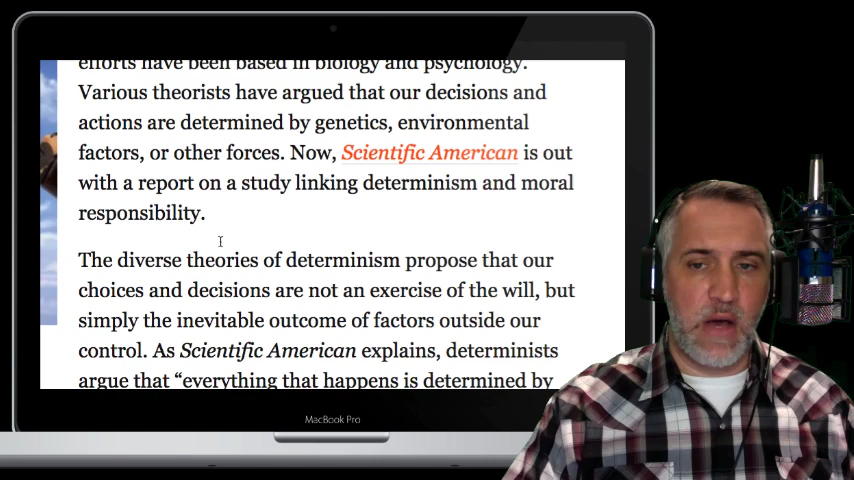 efforts have been based in biology and psychology.
Various theorists have argued that our decisions and
actions are determined by genetics, environmental
factors, or other forces. Now, Scientific American is out
with a report on a study linking determinism and moral
responsibility.
The diverse theories of determinism propose that our
choices and decisions are not an exercise of the will, but
simply the inevitable outcome of factors outside our
control. As Scientific American explains, determinists
argue that “everything that happens is determined by
MacBook Pro